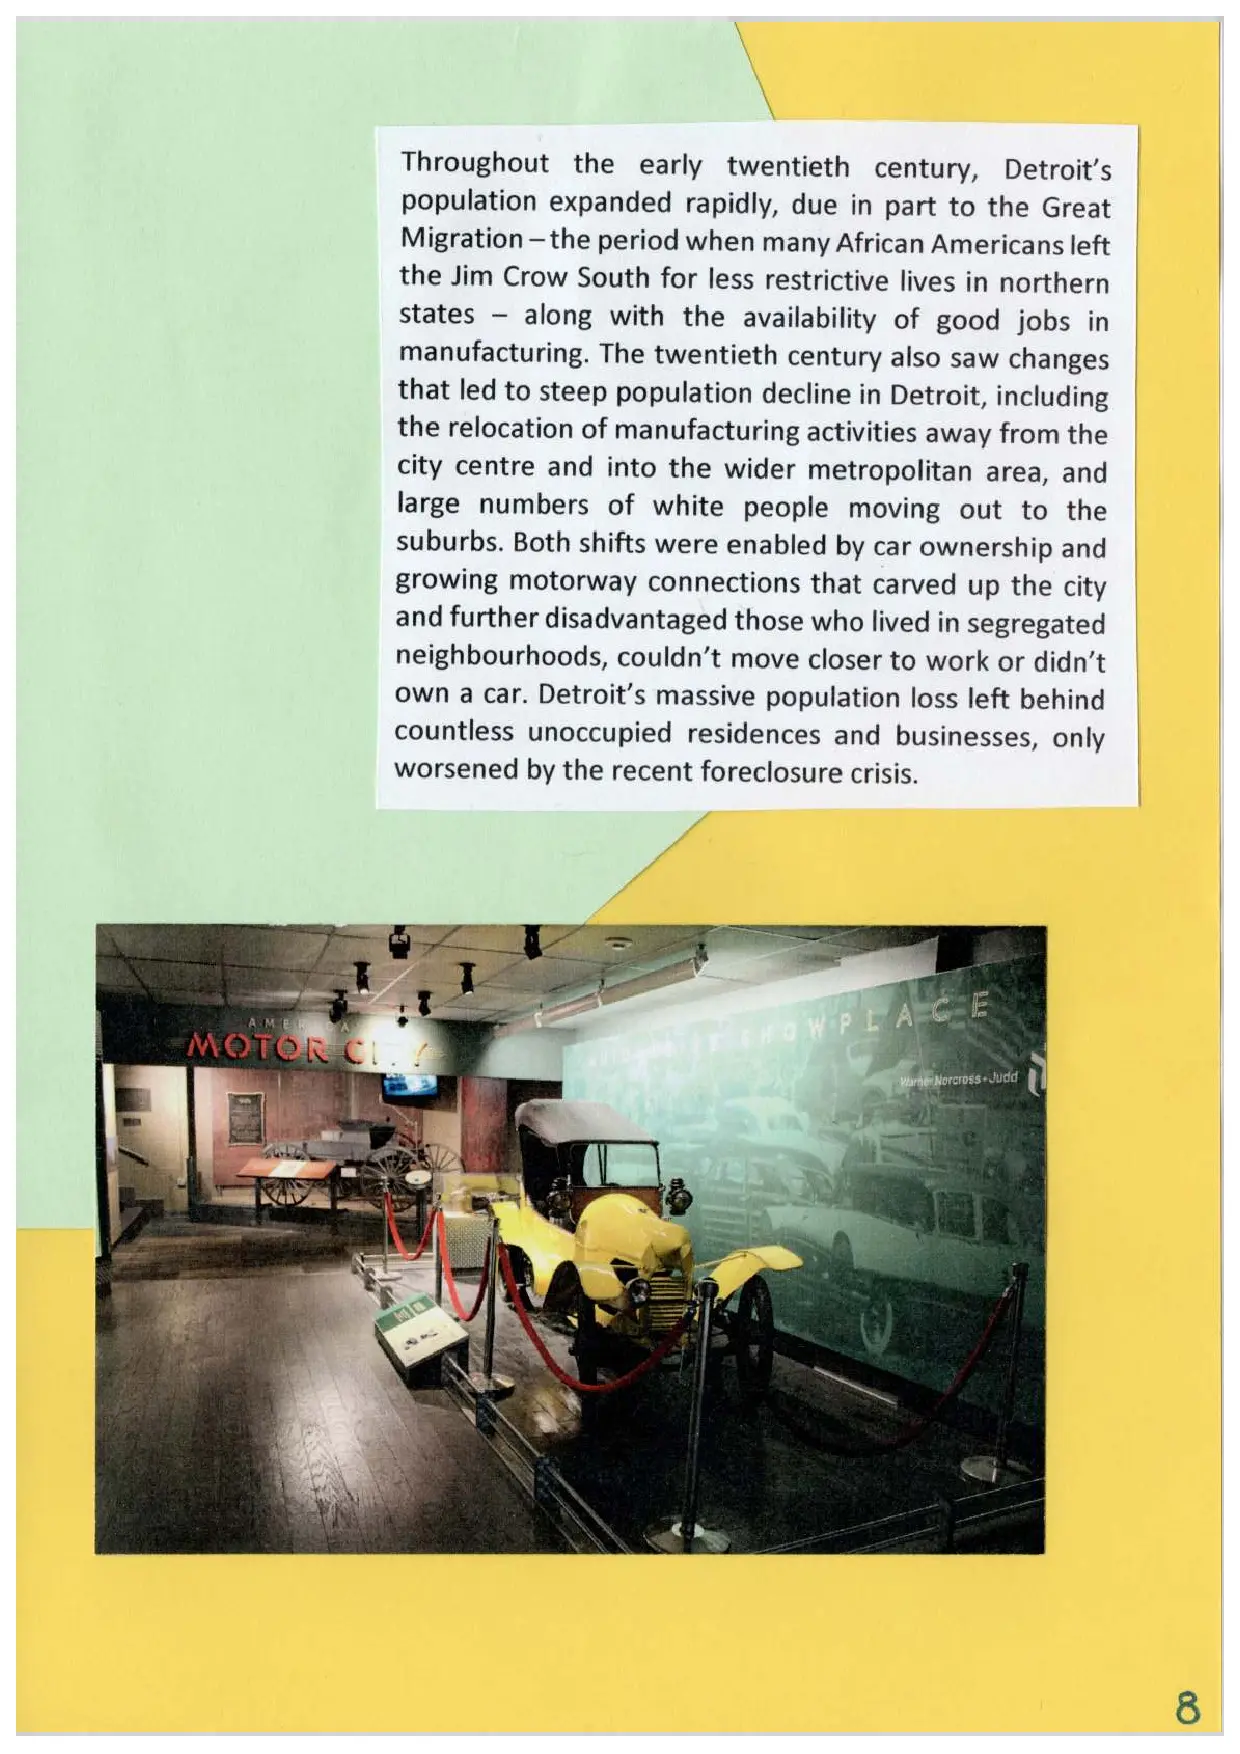 Throughout the early twentieth century, Detroit's
population expanded rapidly, due in part to the Great
Migration – the period when many African Americans left
the Jim Crow South for less restrictive lives in northern
states – along with the availability of good jobs in
manufacturing. The twentieth century also saw changes
that led to steep population decline in Detroit, including
the relocation of manufacturing activities away from the
city centre and into the wider metropolitan area, and
large numbers of white people moving out to the
suburbs. Both shifts were enabled by car ownership and
growing motorway connections that carved up the city
and further disadvantaged those who lived in segregated
neighbourhoods, couldn't move closer to work or didn't
own a car. Detroit's massive population loss left behind
countless unoccupied residences and businesses, only
worsened by the recent foreclosure crisis.
MOTOR CITY
SHOWPLACE
Warner Norcross + Judd
8